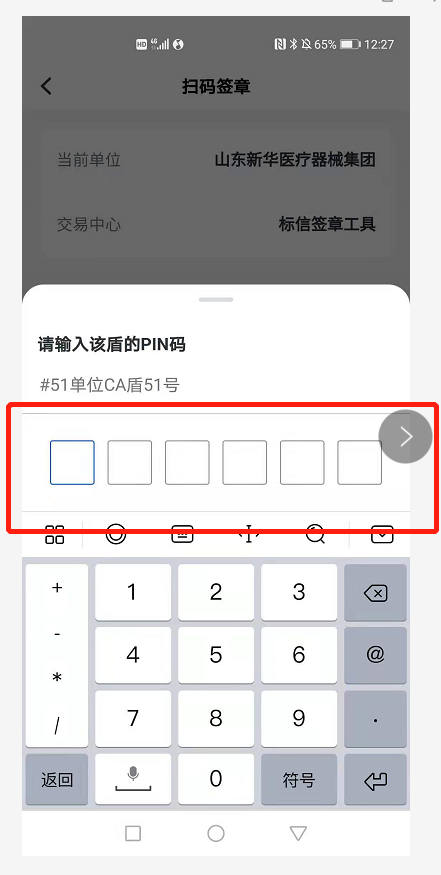 HD 4G 65% 12:27
扫码签章
当前单位 山东新华医疗器械集团
交易中心 标信签章工具
请输入该盾的PIN码
#51单位CA盾51号
+ 1 2 3
- 4 5 6 @
*
/ 7 8 9 .
返回 0 符号